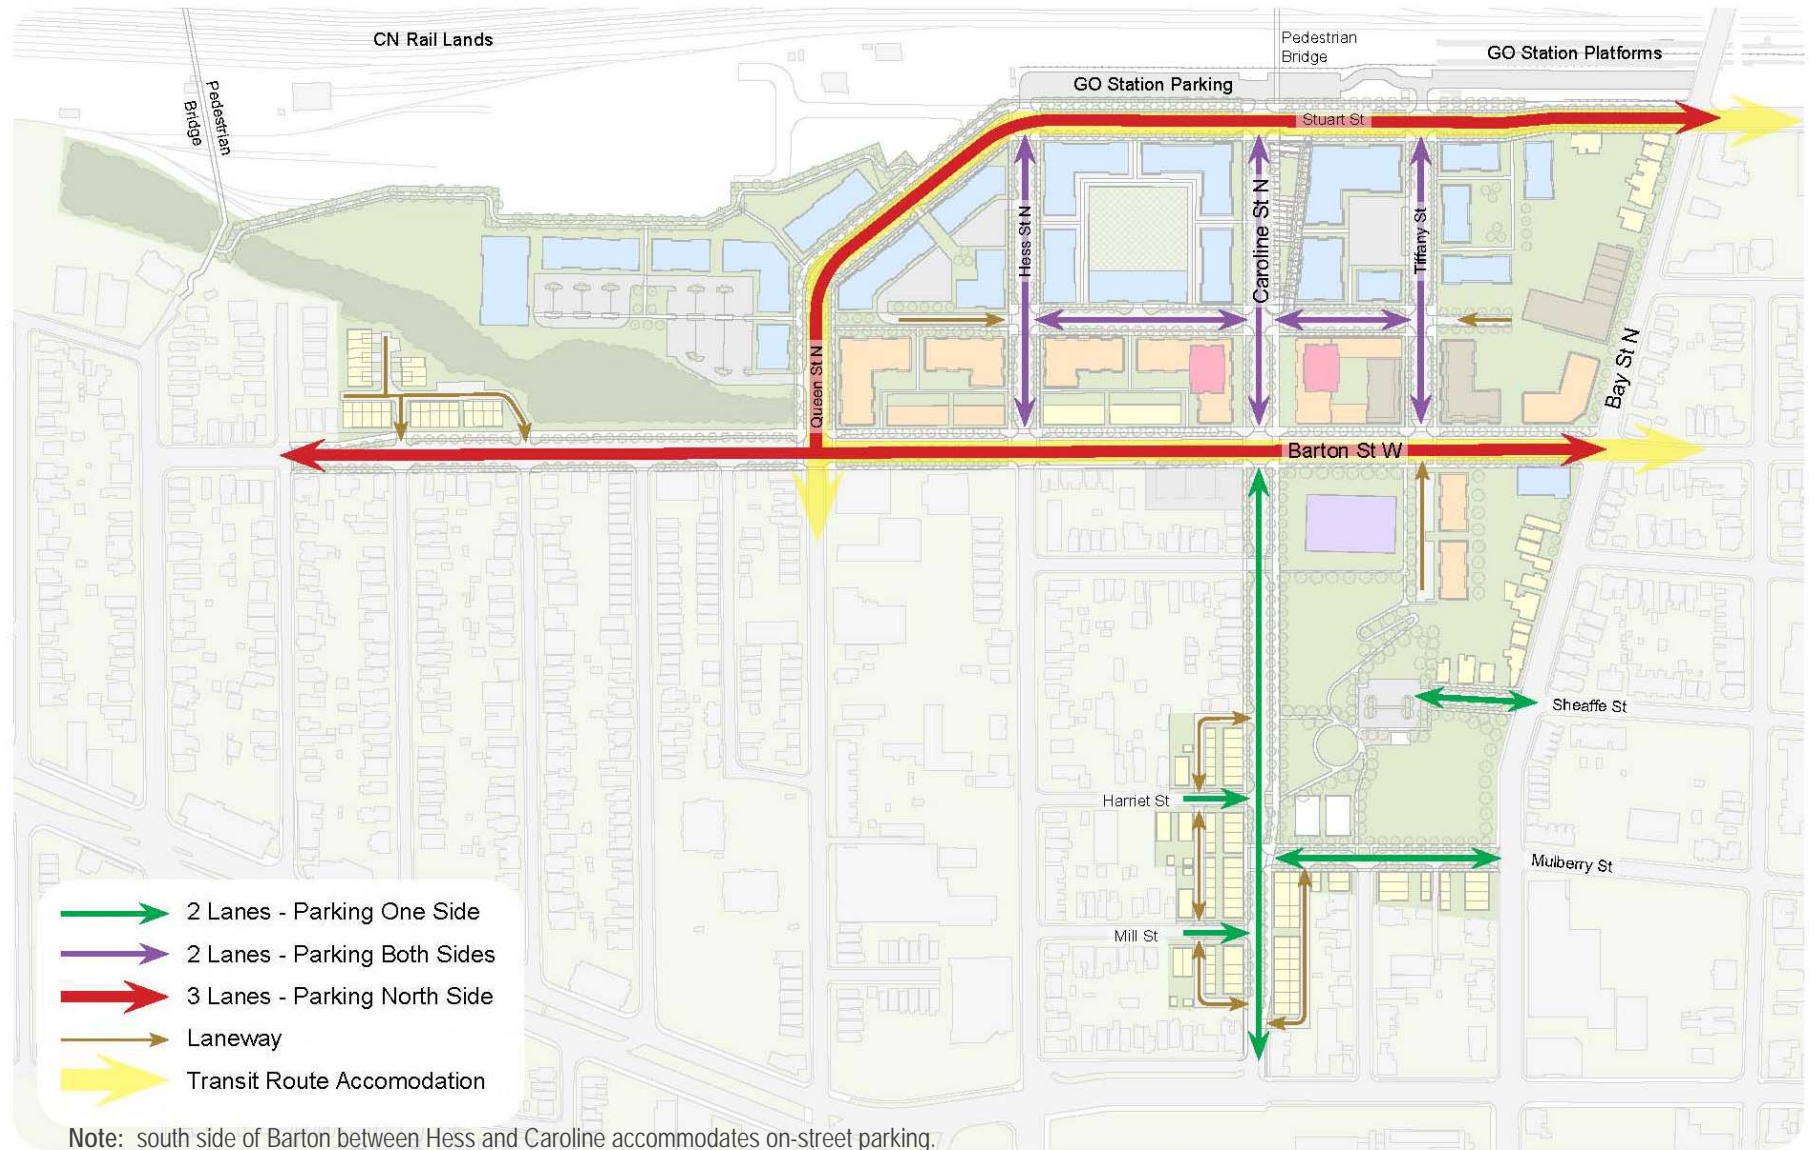 CN Rail Lands
Pedestrian
Bridge
GO Station Platforms
GO Station Parking
Pedestrian
Bridge
Stuart St
Hess St N
Caroline St N
Tiffany St
Queen St N
Bay St N
Barton St W
Sheaffe St
Harriet St
Mulberry St
Mill St
2 Lanes - Parking One Side
2 Lanes - Parking Both Sides
3 Lanes - Parking North Side
Laneway
Transit Route Accomodation
Note: south side of Barton between Hess and Caroline accommodates on-street parking.